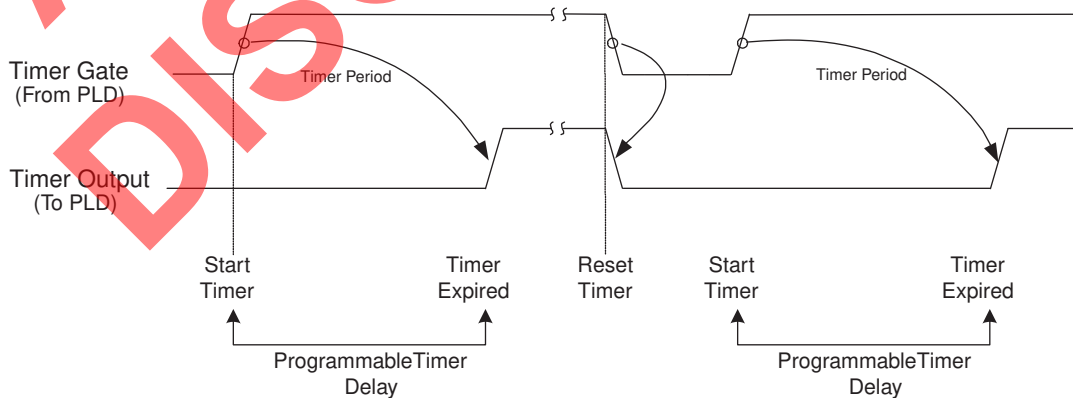 Timer Gate
(From PLD)
Timer Period
Timer Period
Timer Output
(To PLD)
Start
Timer
Timer
Expired
Reset
Timer
Start
Timer
Timer
Expired
ProgrammableTimer
Delay
ProgrammableTimer
Delay
DISC